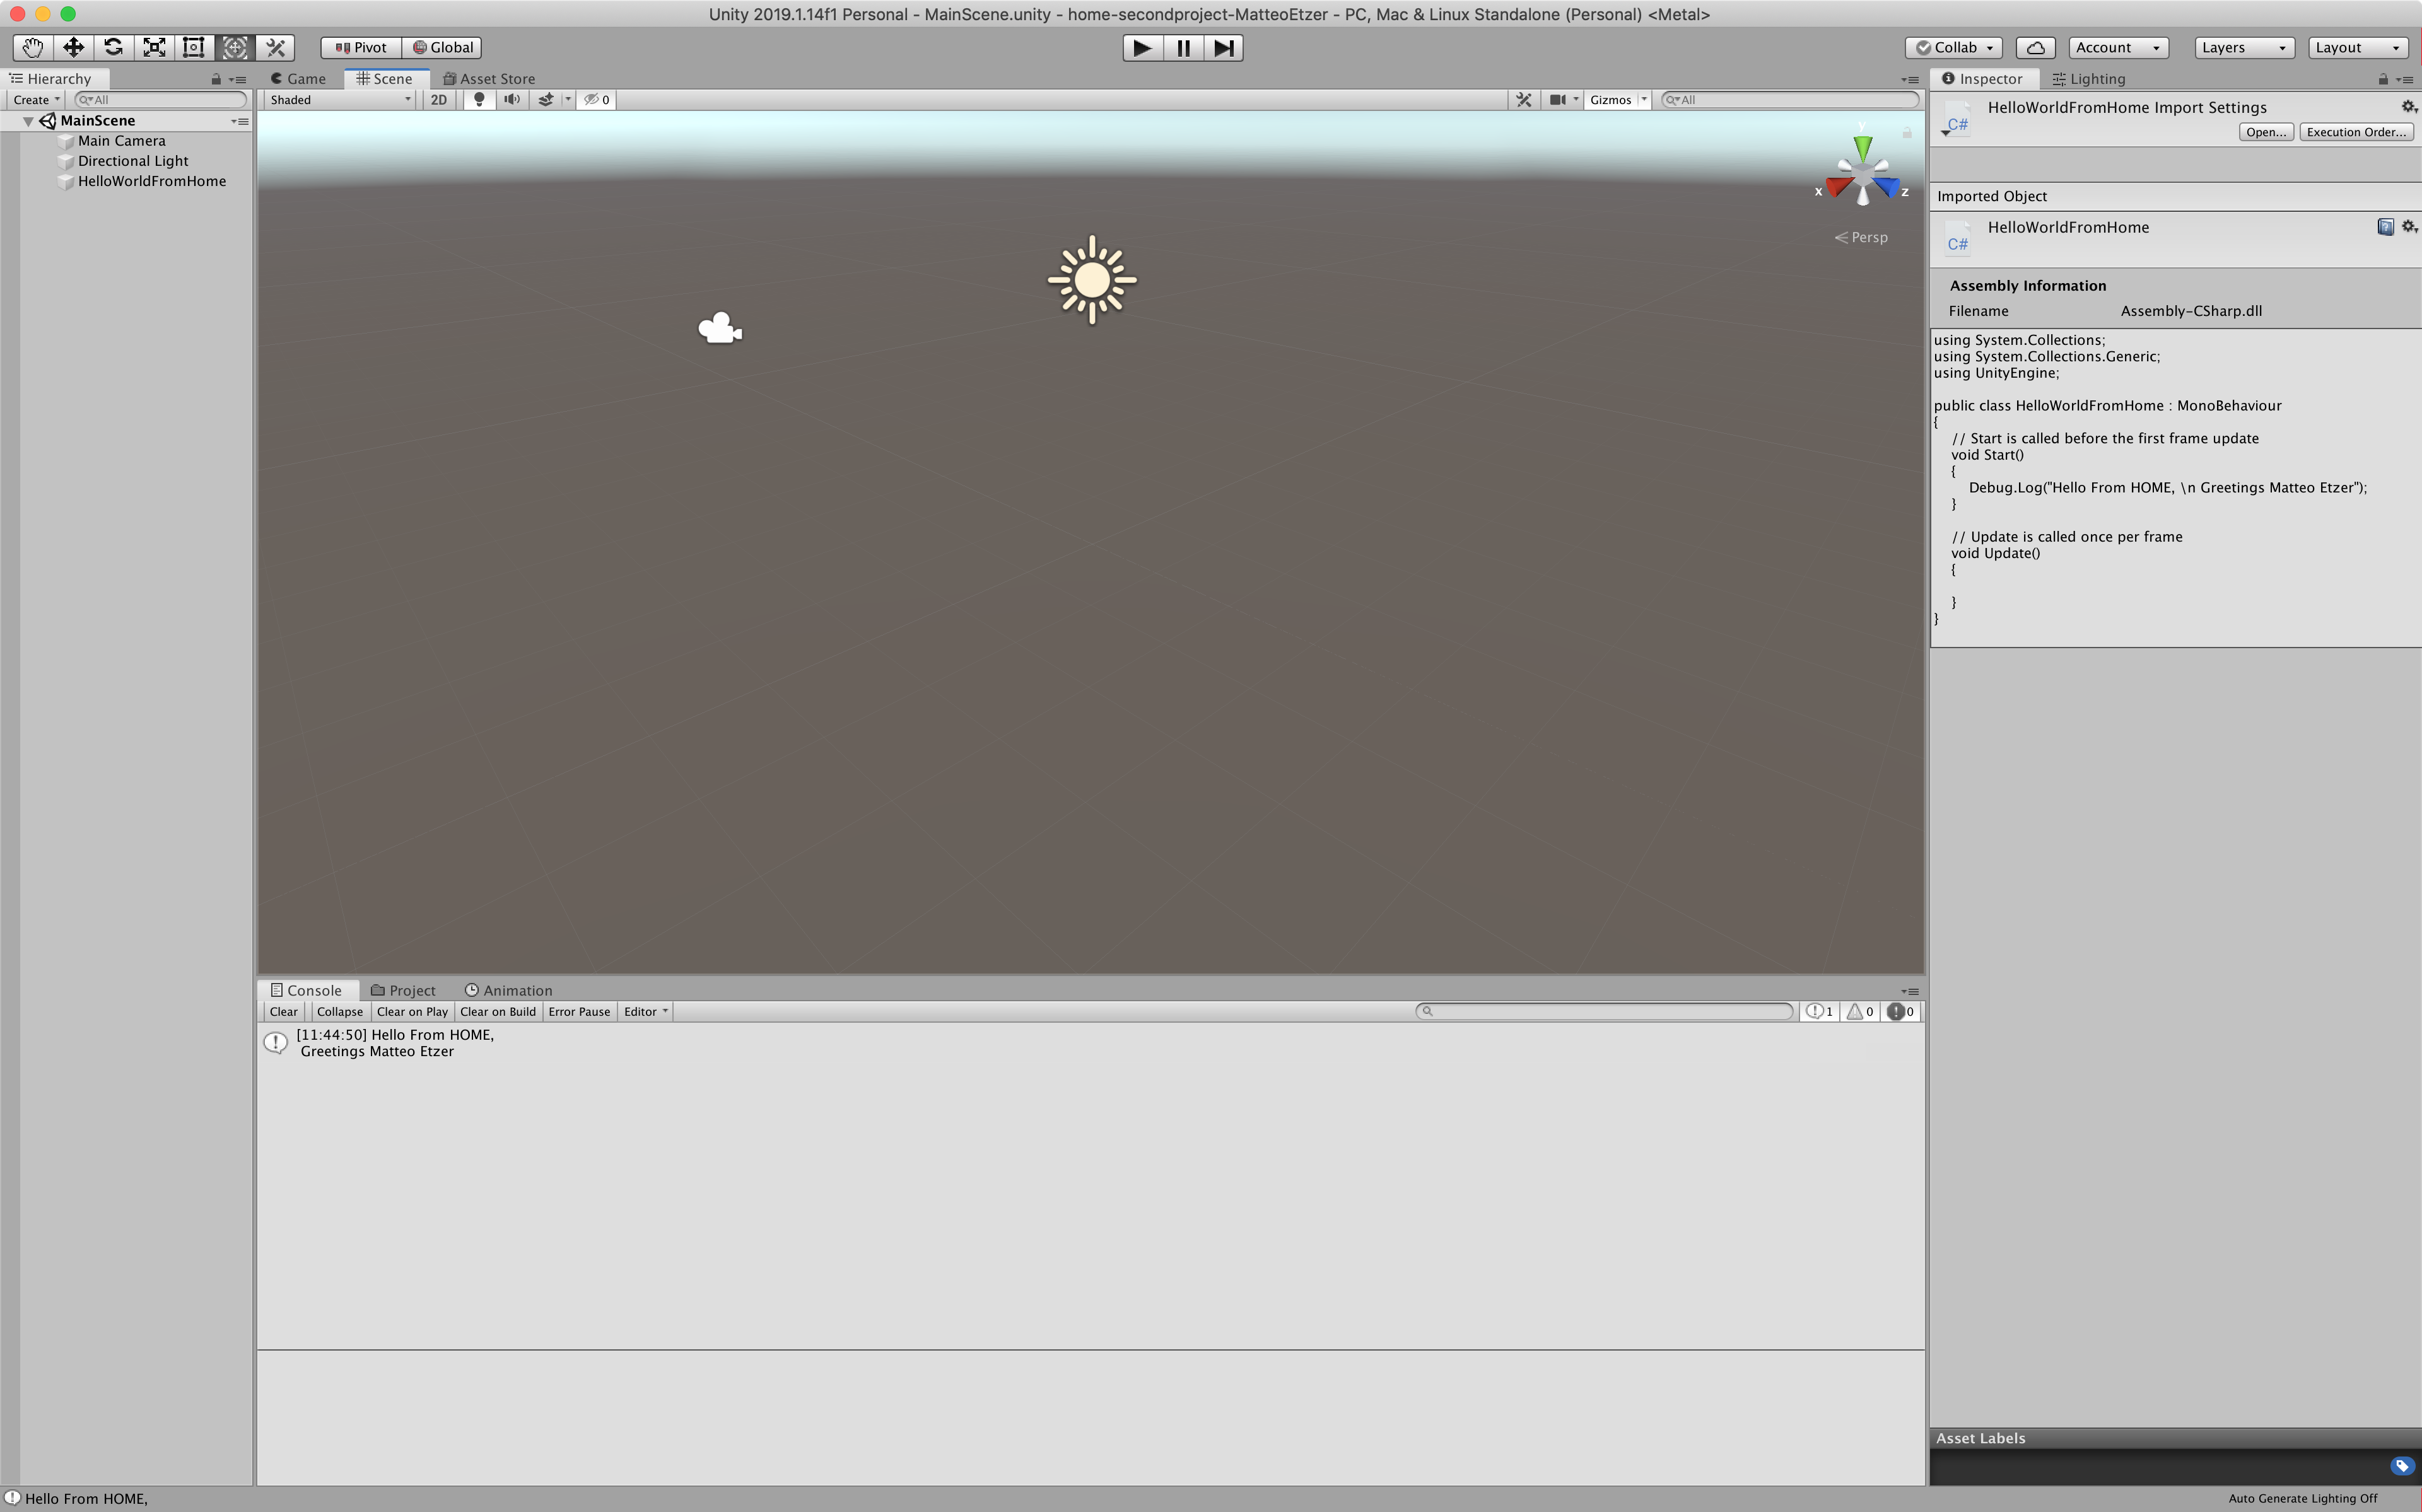 Unity 2019.1.14f1 Personal - MainScene.unity - home-secondproject-MatteoEtzer - PC, Mac & Linux Standalone (Personal) <Metal>
Pivot Global
Collab Account Layers Layout
Hierarchy
Create All
MainScene
Main Camera
Directional Light
HelloWorldFromHome
Game Scene Asset Store
Shaded 2D 0 Gizmos All
y
x z
Persp
Console Project Animation
Clear Collapse Clear on Play Clear on Build Error Pause Editor 1 0 0
[11:44:50] Hello From HOME,
Greetings Matteo Etzer
Inspector Lighting
C# HelloWorldFromHome Import Settings
Open... Execution Order...
Imported Object
C# HelloWorldFromHome
Assembly Information
Filename Assembly-CSharp.dll
using System.Collections;
using System.Collections.Generic;
using UnityEngine;
public class HelloWorldFromHome : MonoBehaviour
{
// Start is called before the first frame update
void Start()
{
Debug.Log("Hello From HOME, \n Greetings Matteo Etzer");
}
// Update is called once per frame
void Update()
{
}
}
Asset Labels
Hello From HOME,
Auto Generate Lighting Off